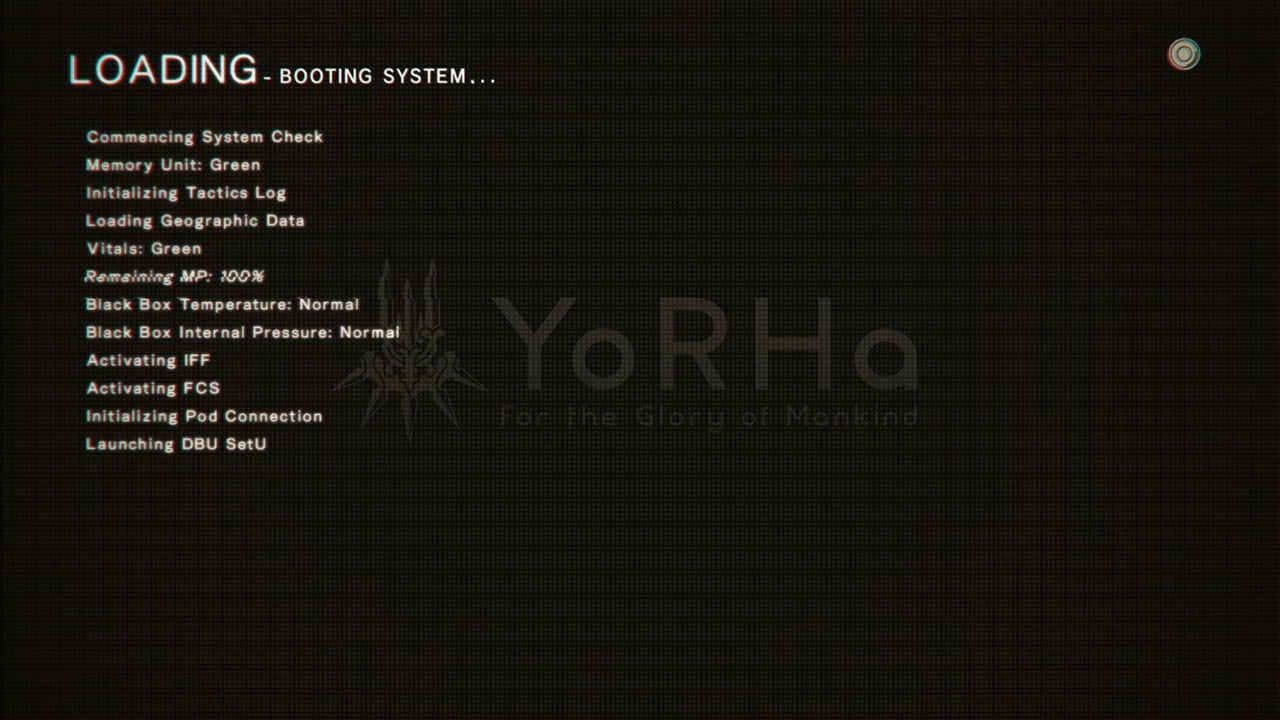 LOADING - BOOTING SYSTEM...
Commencing System Check
Memory Unit: Green
Initializing Tactics Log
Loading Geographic Data
Vitals: Green
Remaining MP: 100%
Black Box Temperature: Normal
Black Box Internal Pressure: Normal
Activating IFF
Activating FCS
Initializing Pod Connection
Launching DBU SetU
YoRHa
For the Glory of Mankind